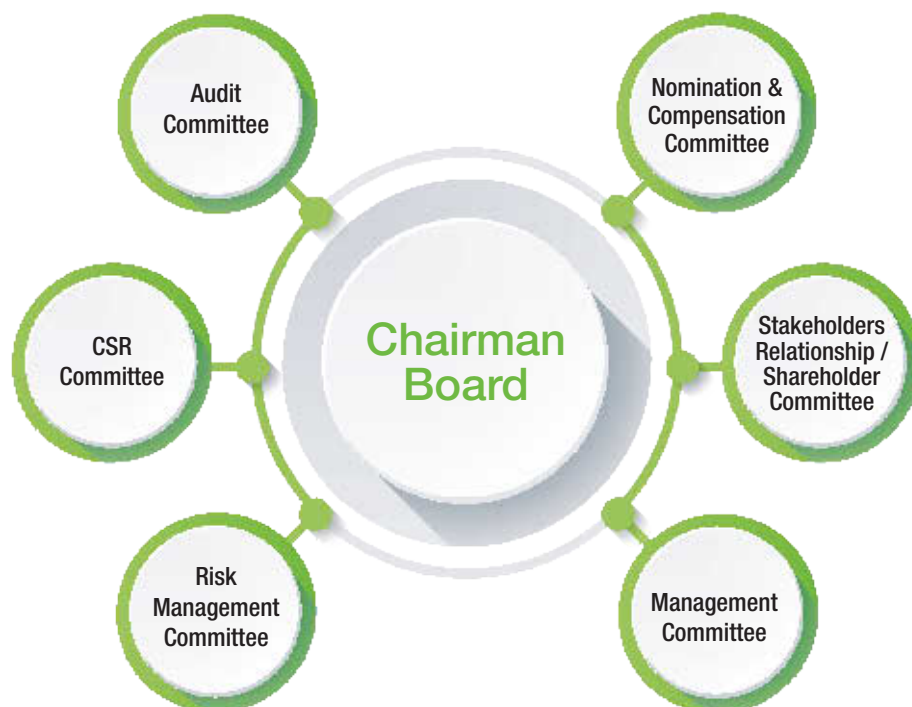 Audit
Committee
Nomination &
Compensation
Committee
CSR
Committee
Chairman
Board
Stakeholders
Relationship /
Shareholder
Committee
Risk
Management
Committee
Management
Committee